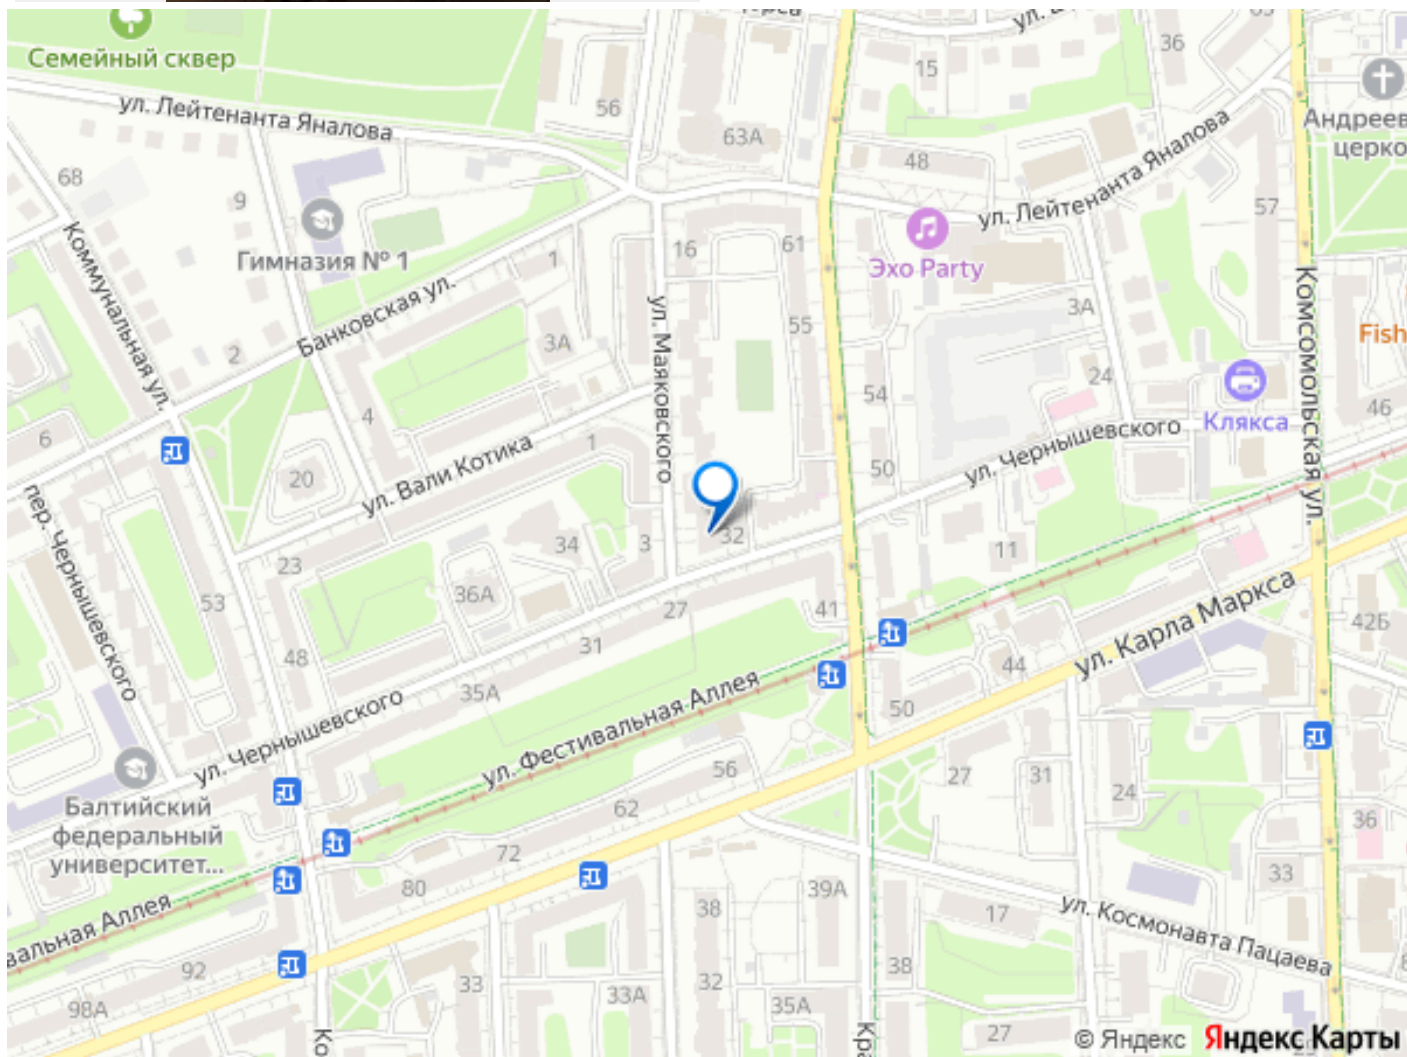 ул.
65
36
Семейный сквер
15
56
ул. Лейтенанта Яналова
Андреев
церко
63А
48
ул. Лейтенанта Яналова
68
9
57
Гимназия № 1
16
61
Эхо Party
1
Коммунальная ул.
Банковская ул.
ул. Маяковского
3А
Комсомольская ул.
55
3А
Fish
2
24
54
Клякса
46
4
6
1
ул. Чернышевского
50
20
ул. Вали Котика
пер. Чернышевского
34
3
32
11
23
36А
53
27
41
ул. Карла Маркса
42Б
31
48
44
35А
ул. Фестивальная Аллея
50
ул. Чернышевского
56
27
31
24
62
36
Балтийский
федеральный
университет...
72
80
39А
33
вальная Аллея
38
17
ул. Космонавта Пацаева
92
38
33
32
33А
35А
98А
27
Ко
Кра
© Яндекс Яндекс Карты